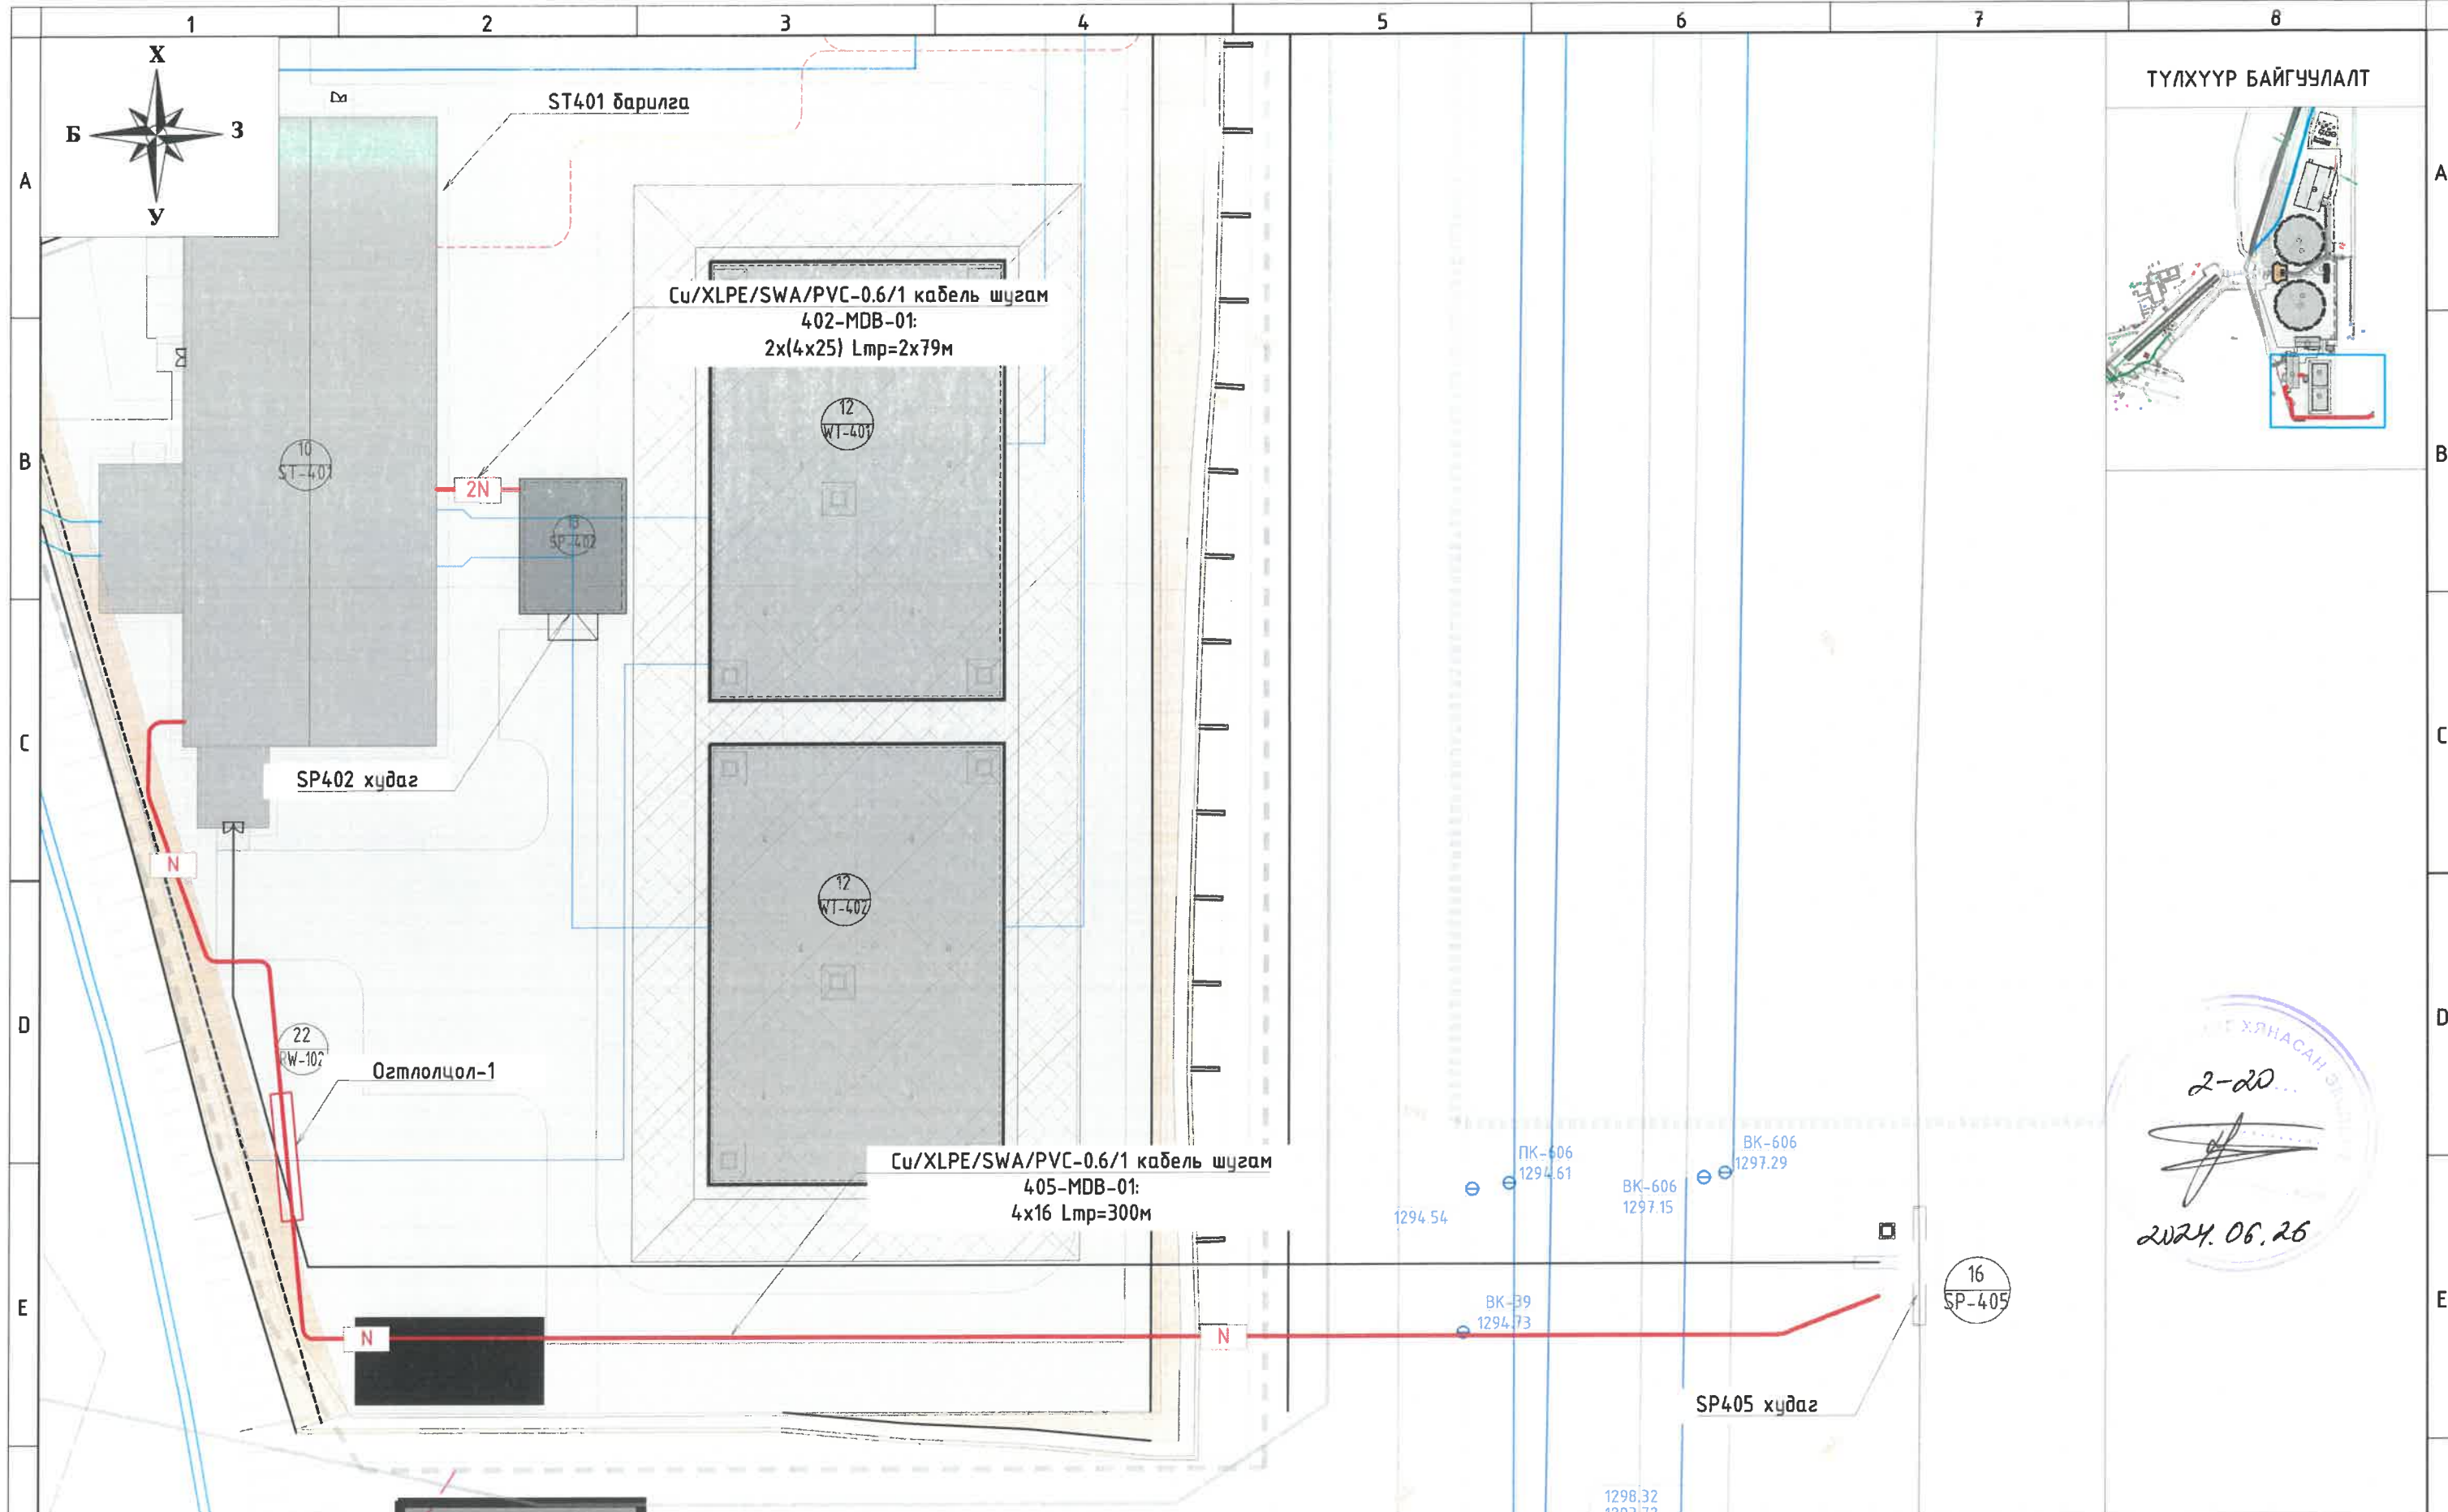 1 2 3 4 5 6 7 8
Х
Б З
У
ST401 барилга
ТҮЛХҮҮР БАЙГУУЛАЛТ
A A
Cu/XLPE/SWA/PVC-0.6/1 кабель шугам
402-MDB-01:
2x(4x25) Lmp=2x79м
12
WT-401
B B
10
ST-401
2N
SP-402
C C
SP402 худаг
N
12
WT-402
D D
22
RW-102
Огтлолцол-1
ХЯНАСАН
2-20
2024.06.26
Cu/XLPE/SWA/PVC-0.6/1 кабель шугам
405-MDB-01:
4x16 Lmp=300м
ПК-606
1294.61
1294.54
ВК-606
1297.29
ВК-606
1297.15
16
SP-405
E E
ВК-39
1294.73
N N
SP405 худаг
1298.32